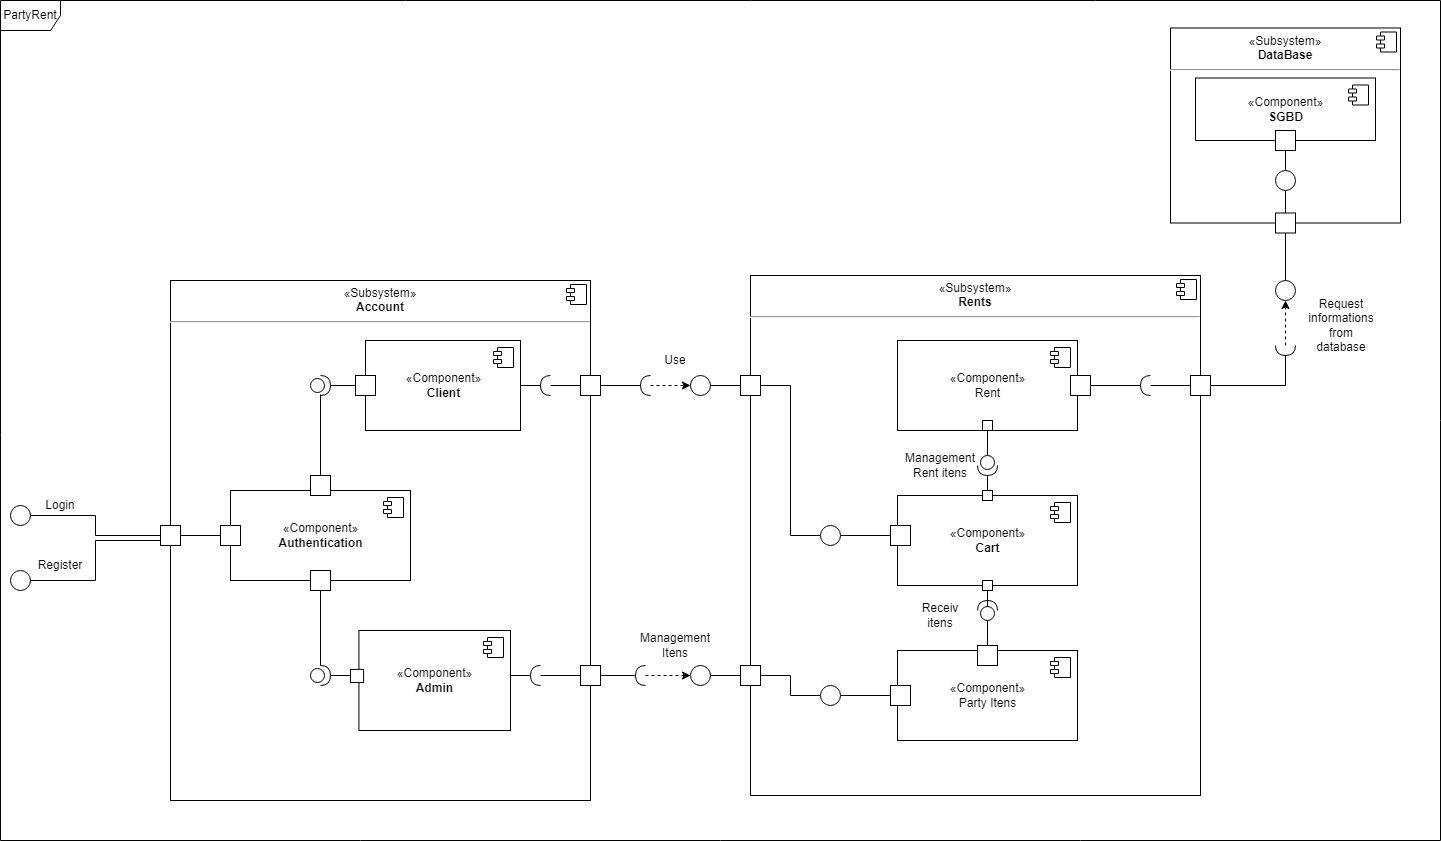 PartyRent
«Subsystem»
DataBase
«Component»
SGBD
«Subsystem»
Account
«Subsystem»
Rents
Request
informations
from
database
«Component»
Client
Use
«Component»
Rent
Management
Rent itens
Login
Register
«Component»
Authentication
«Component»
Cart
Receiv
itens
Management
Itens
«Component»
Admin
«Component»
Party Itens